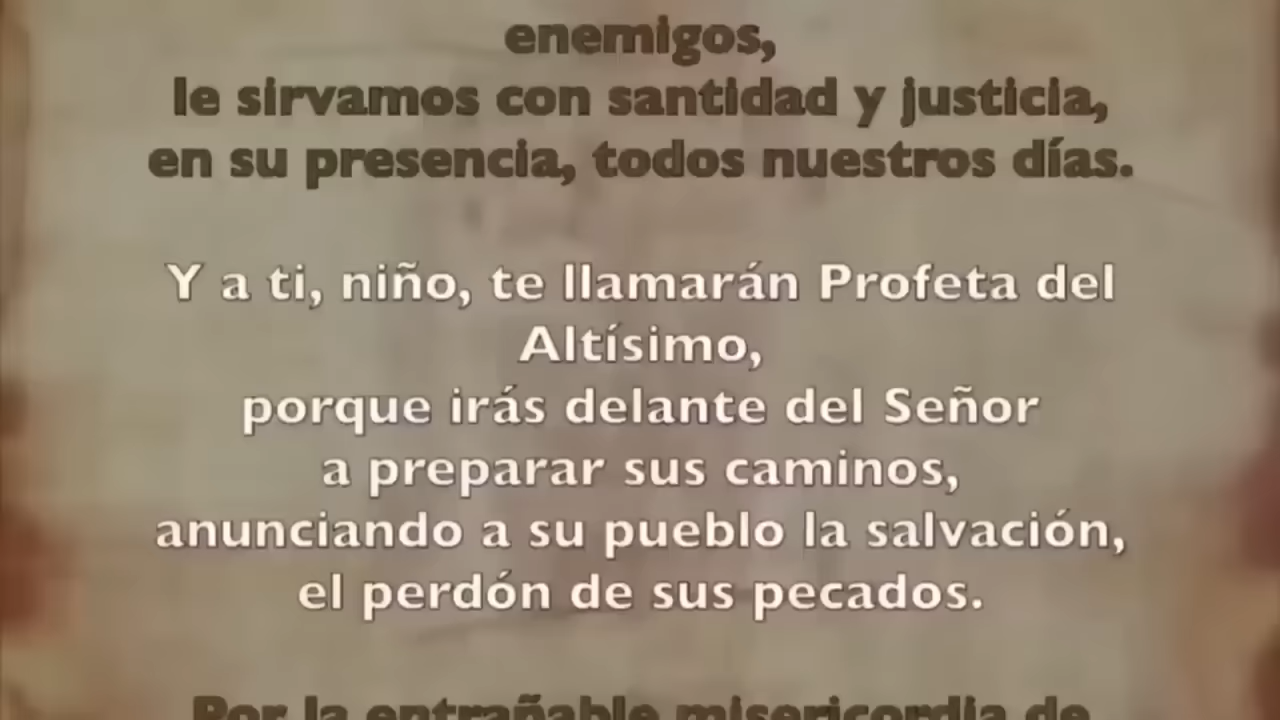 enemigos,
le sirvamos con santidad y justicia,
en su presencia, todos nuestros días.
Y a ti, niño, te llamarán Profeta del
Altísimo,
porque irás delante del Señor
a preparar sus caminos,
anunciando a su pueblo la salvación,
el perdón de sus pecados.
Por la entrañable misericordia de